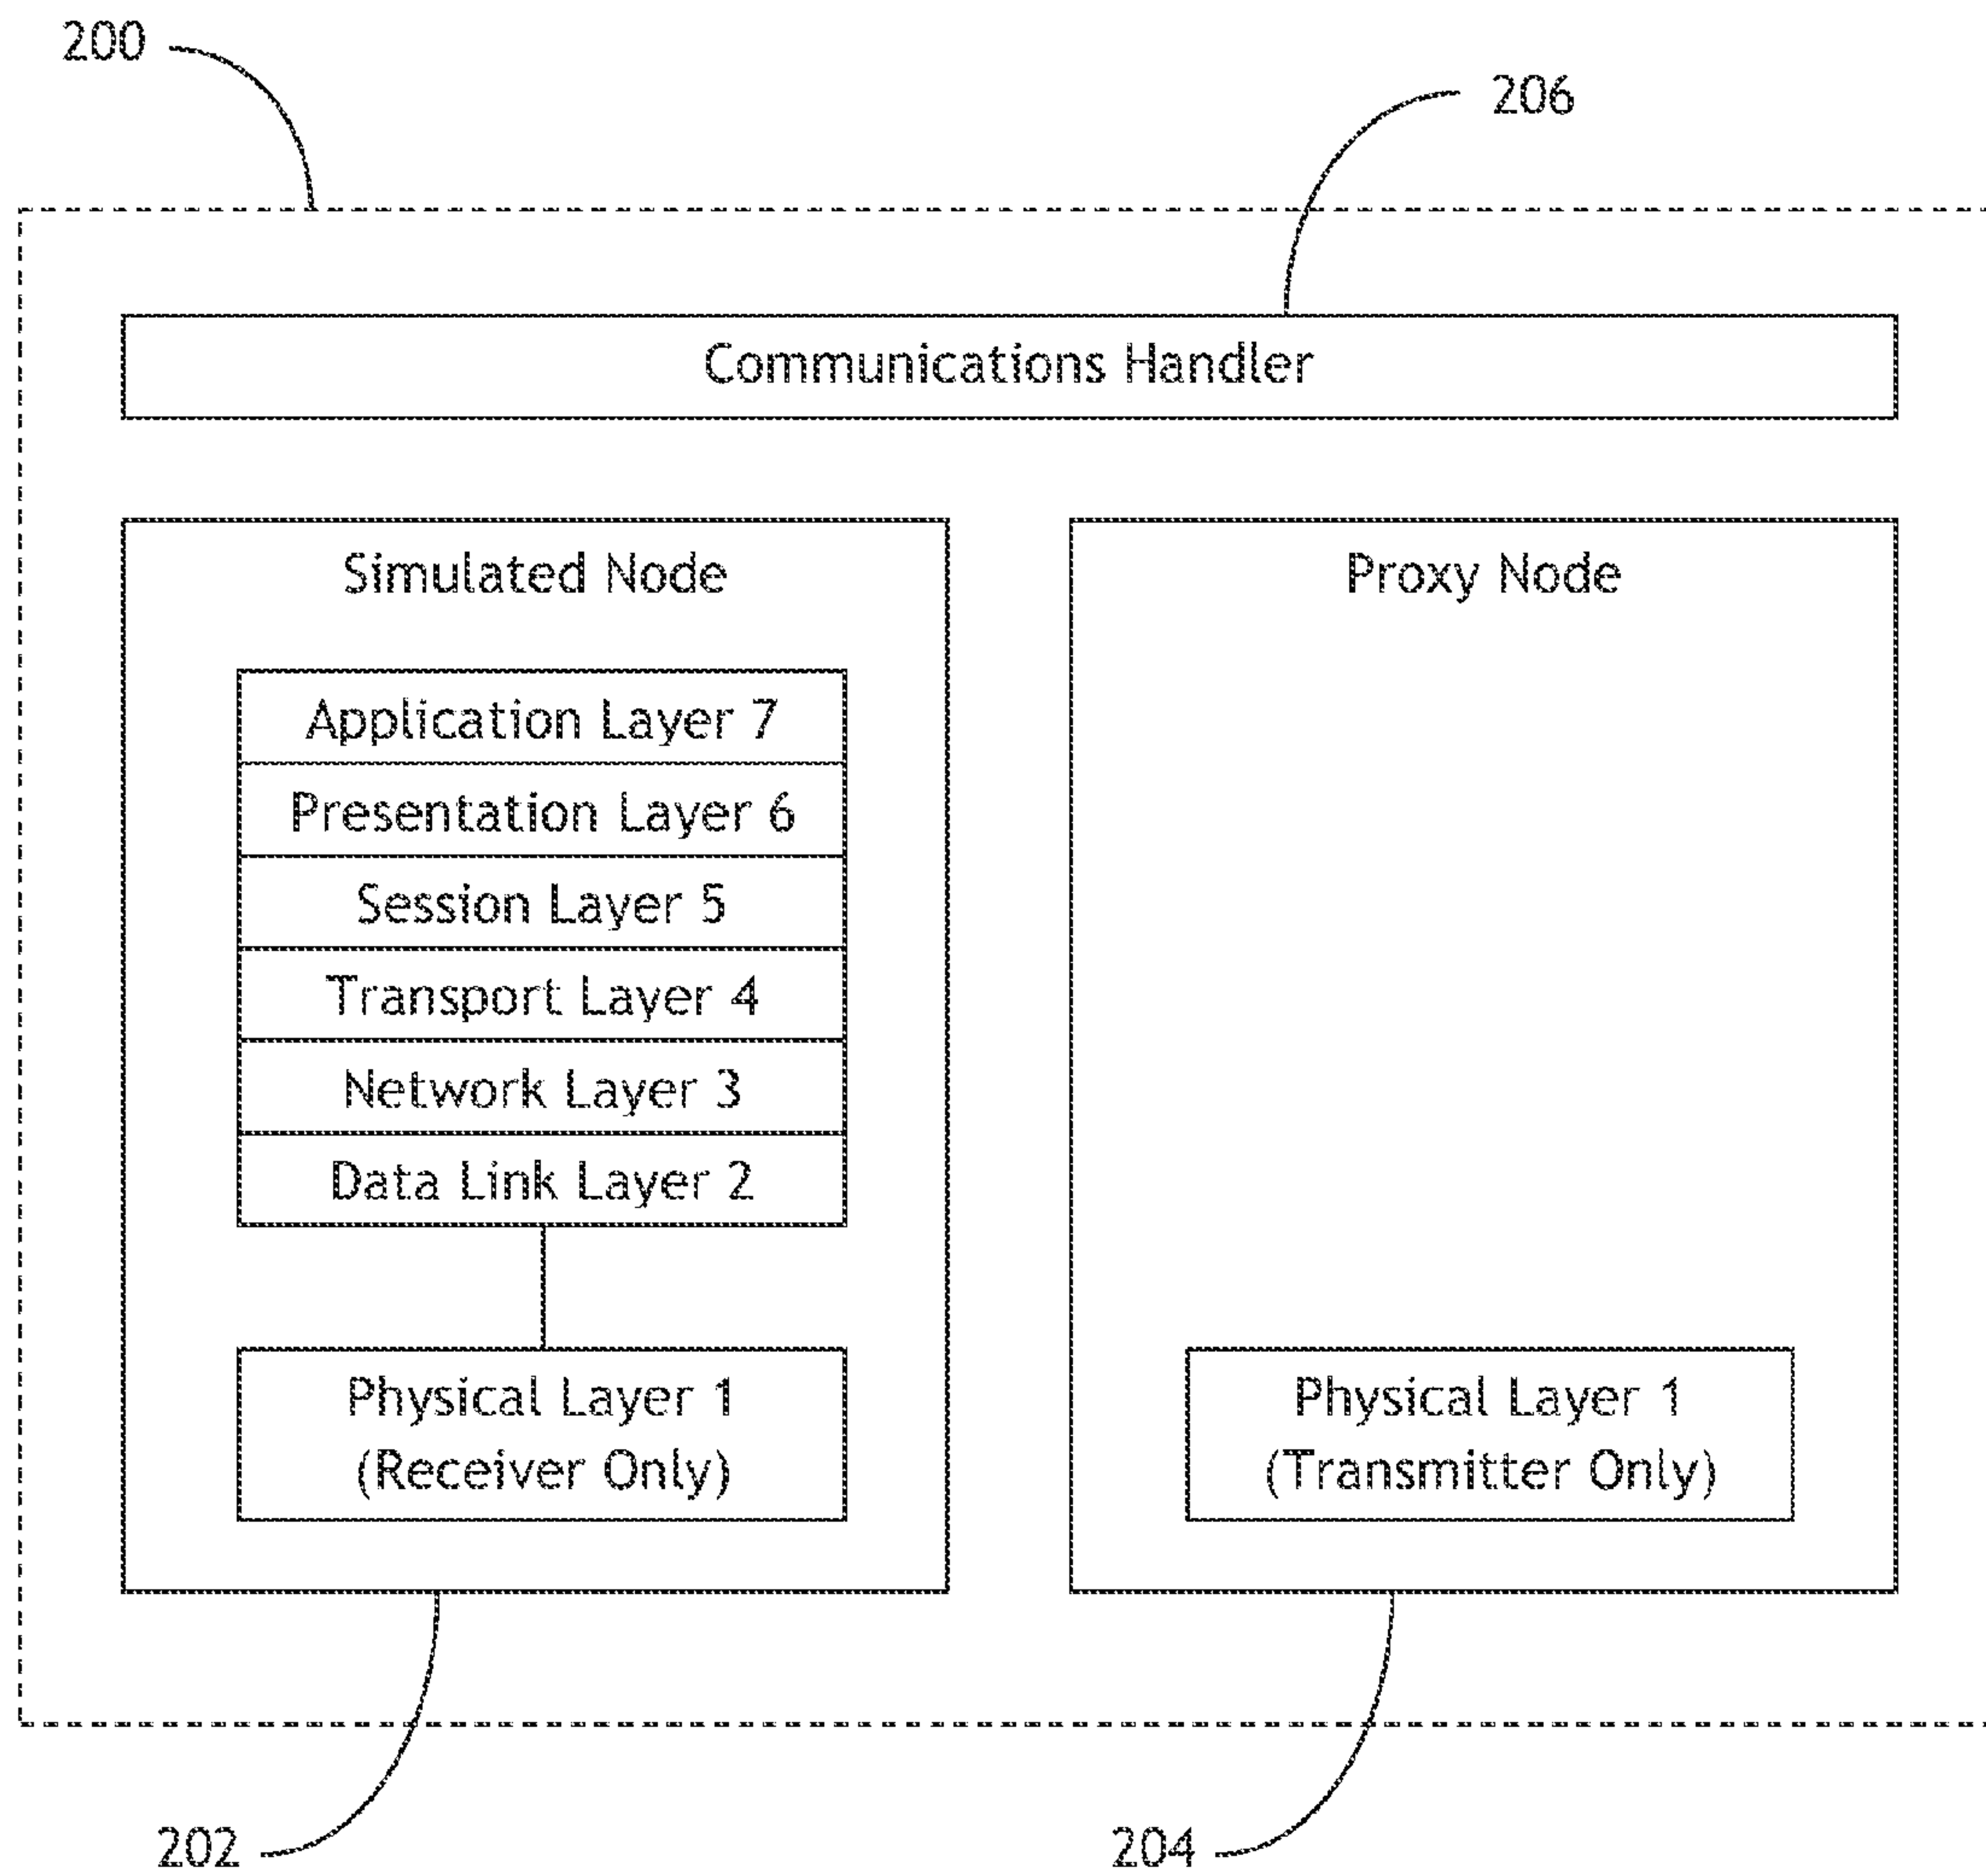 200
206
Communications Handler
Simulated Node
Application Layer 7
Presentation Layer 6
Session Layer 5
Transport Layer 4
Network Layer 3
Data Link Layer 2
Physical Layer 1
(Receiver Only)
Proxy Node
Physical Layer 1
(Transmitter Only)
202
204